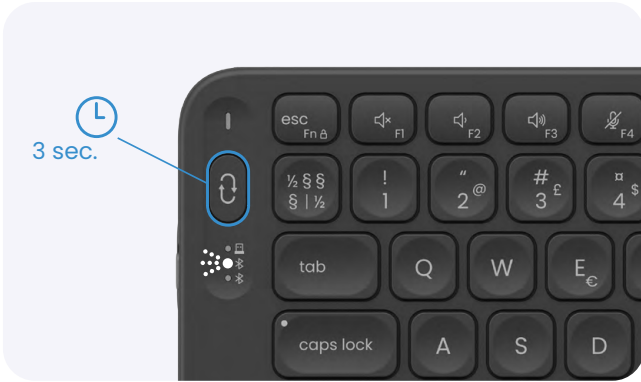 3 sec.
esc
Fn
F1
F2
F3
F4
½ § §
§ | ½
!
1
"
2 @
#
3 £
¤
4 $
tab
Q
W
E
€
caps lock
A
S
D